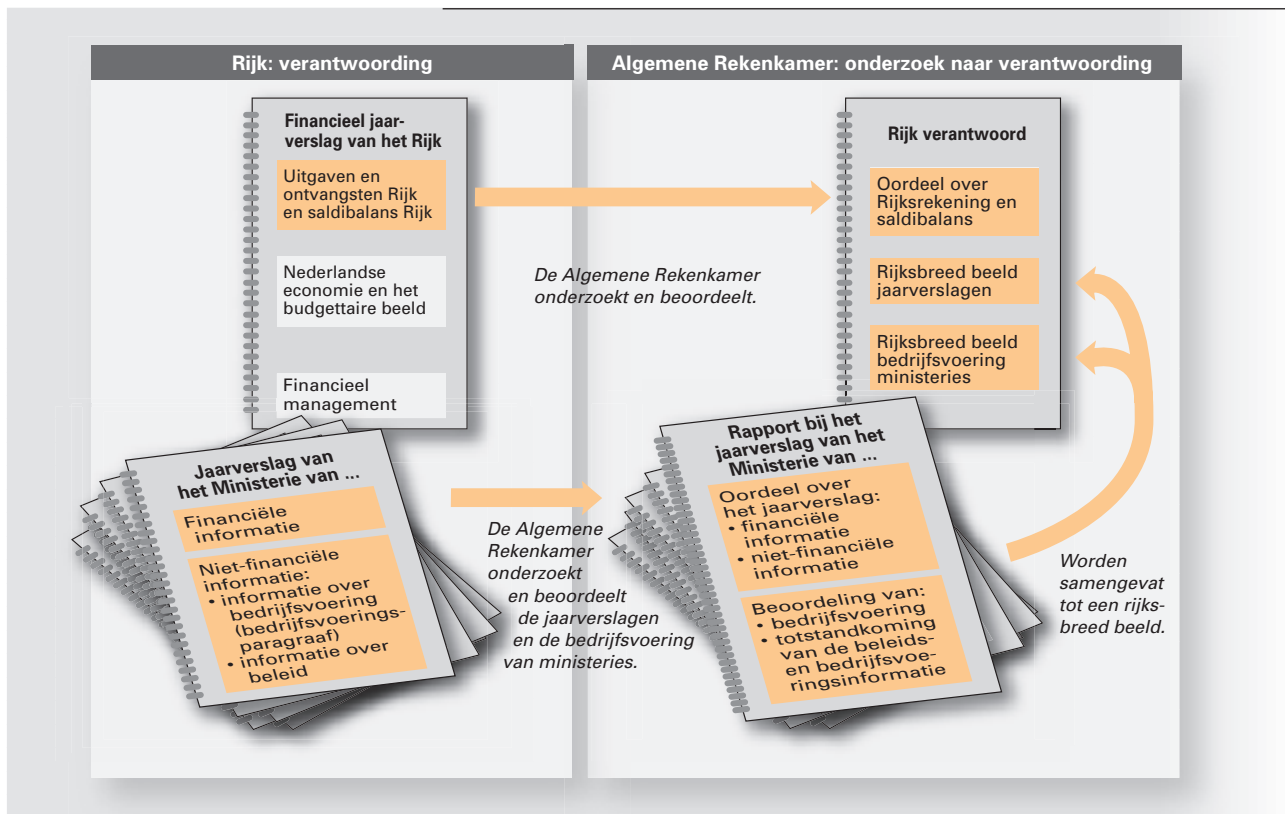 Rijk: verantwoording
Financieel jaar-
verslag van het Rijk
Uitgaven en
ontvangsten Rijk
en saldibalans Rijk
Nederlandse
economie en het
budgettaire beeld
Financieel
management
Jaarverslag van
het Ministerie van ...
Financiële
informatie
Niet-financiële
informatie:
• informatie over
bedrijfsvoering
(bedrijfsvoerings-
paragraaf)
• informatie over
beleid
De Algemene Rekenkamer
onderzoekt en beoordeelt.
De Algemene
Rekenkamer
onderzoekt
en beoordeelt
de jaarverslagen
en de bedrijfsvoering
van ministeries.
Algemene Rekenkamer: onderzoek naar verantwoording
Rijk verantwoord
Oordeel over
Rijksrekening en
saldibalans
Rijksbreed beeld
jaarverslagen
Rijksbreed beeld
bedrijfsvoering
ministeries
Rapport bij het
jaarverslag van het
Ministerie van ...
Oordeel over
het jaarverslag:
• financiële
informatie
• niet-financiële
informatie
Beoordeling van:
• bedrijfsvoering
• totstandkoming
van de beleids-
en bedrijfsvoe-
ringsinformatie
Worden
samengevat
tot een rijks-
breed beeld.